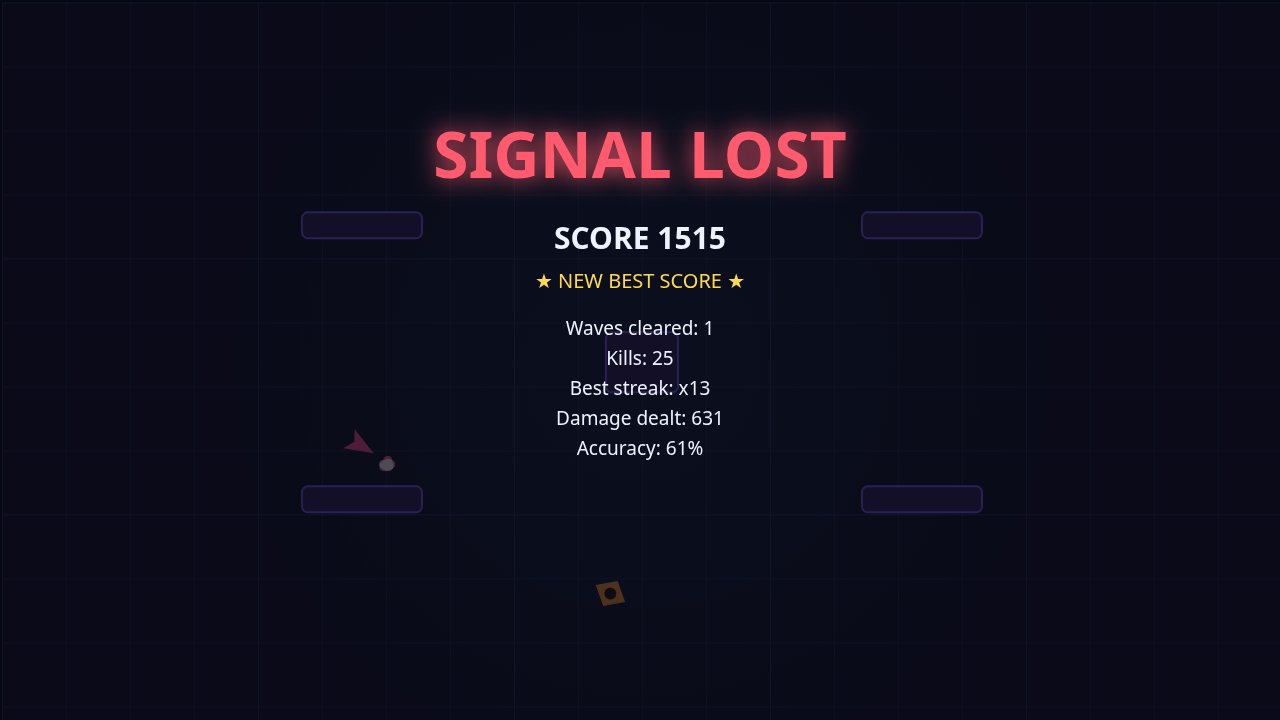 SIGNAL LOST
SCORE 1515
★ NEW BEST SCORE ★
Waves cleared: 1
Kills: 25
Best streak: x13
Damage dealt: 631
Accuracy: 61%